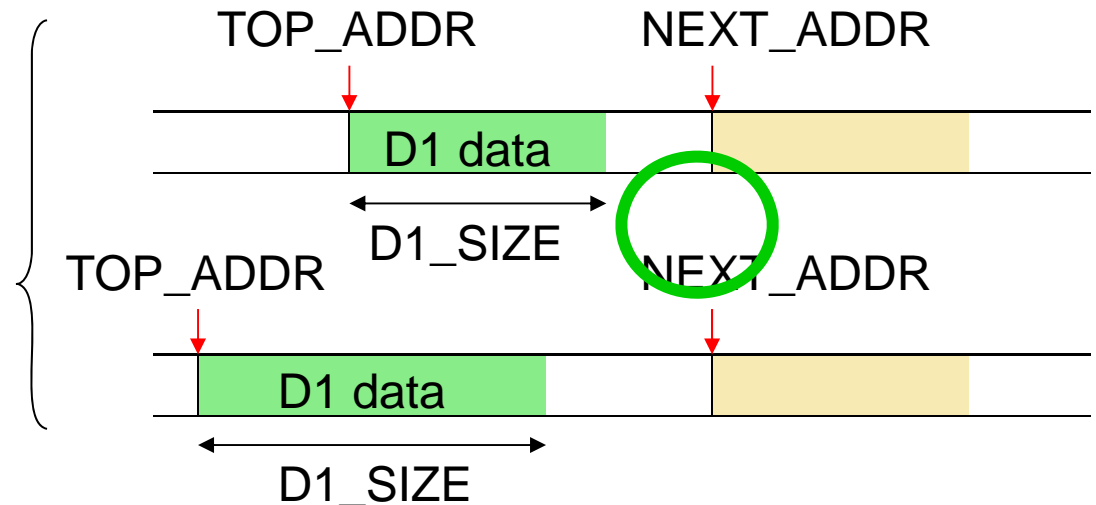 TOP_ADDR NEXT_ADDR
D1 data
D1_SIZE
TOP_ADDR NEXT_ADDR
D1 data
D1_SIZE